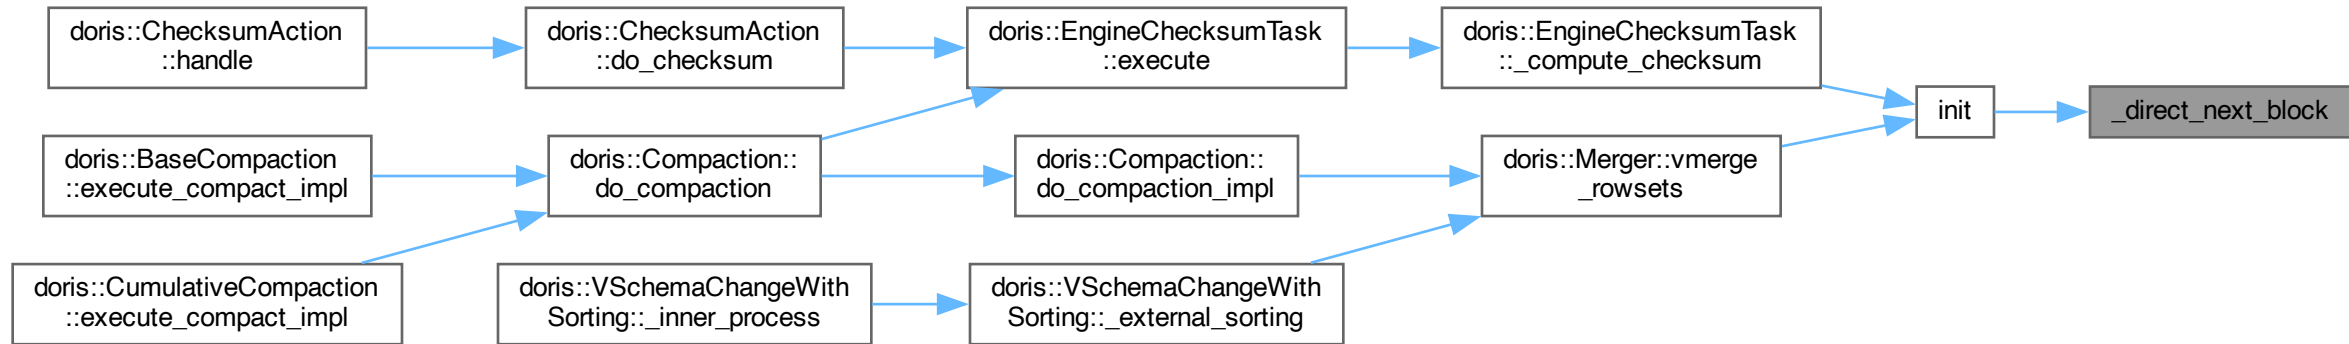 doris::ChecksumAction
::handle
doris::ChecksumAction
::do_checksum
doris::EngineChecksumTask
::execute
doris::EngineChecksumTask
::_compute_checksum
init
_direct_next_block
doris::BaseCompaction
::execute_compact_impl
doris::Compaction::
do_compaction
doris::Compaction::
do_compaction_impl
doris::Merger::vmerge
_rowsets
doris::CumulativeCompaction
::execute_compact_impl
doris::VSchemaChangeWith
Sorting::_inner_process
doris::VSchemaChangeWith
Sorting::_external_sorting